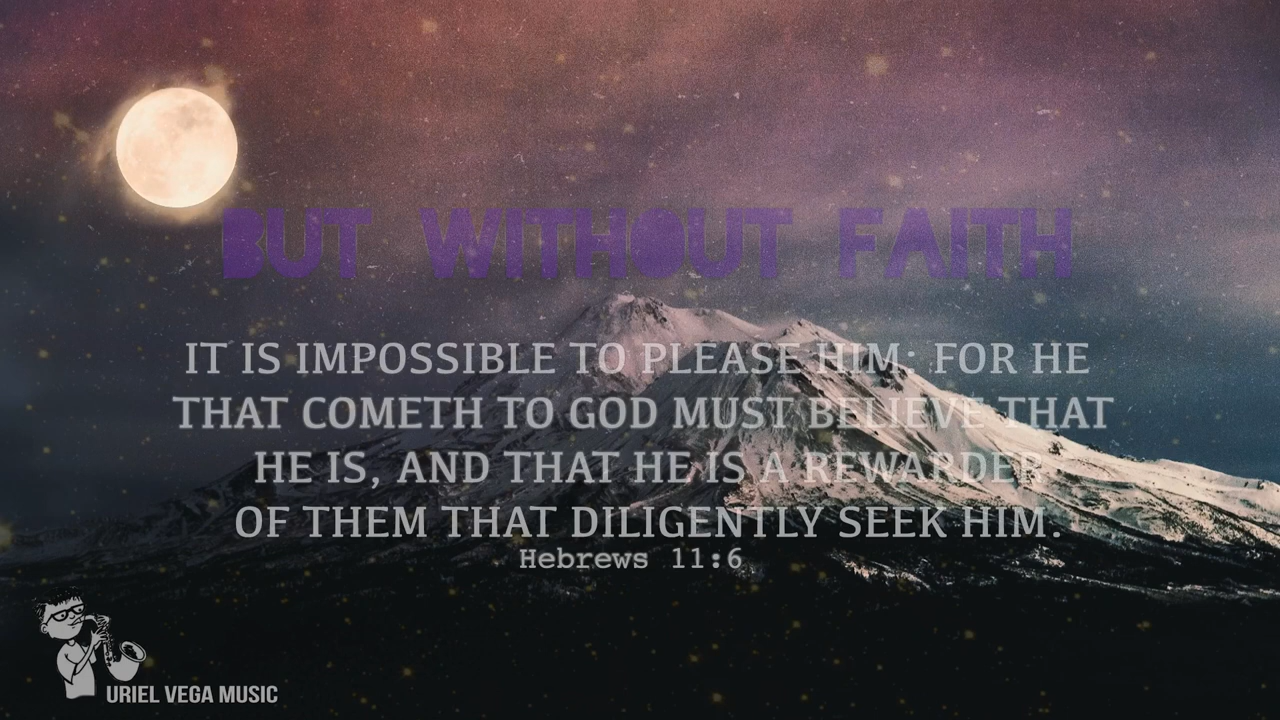 BUT WITHOUT FAITH
IT IS IMPOSSIBLE TO PLEASE HIM: FOR HE
THAT COMETH TO GOD MUST BELIEVE THAT
HE IS, AND THAT HE IS A REWARDER
OF THEM THAT DILIGENTLY SEEK HIM.
Hebrews 11:6
URIEL VEGA MUSIC